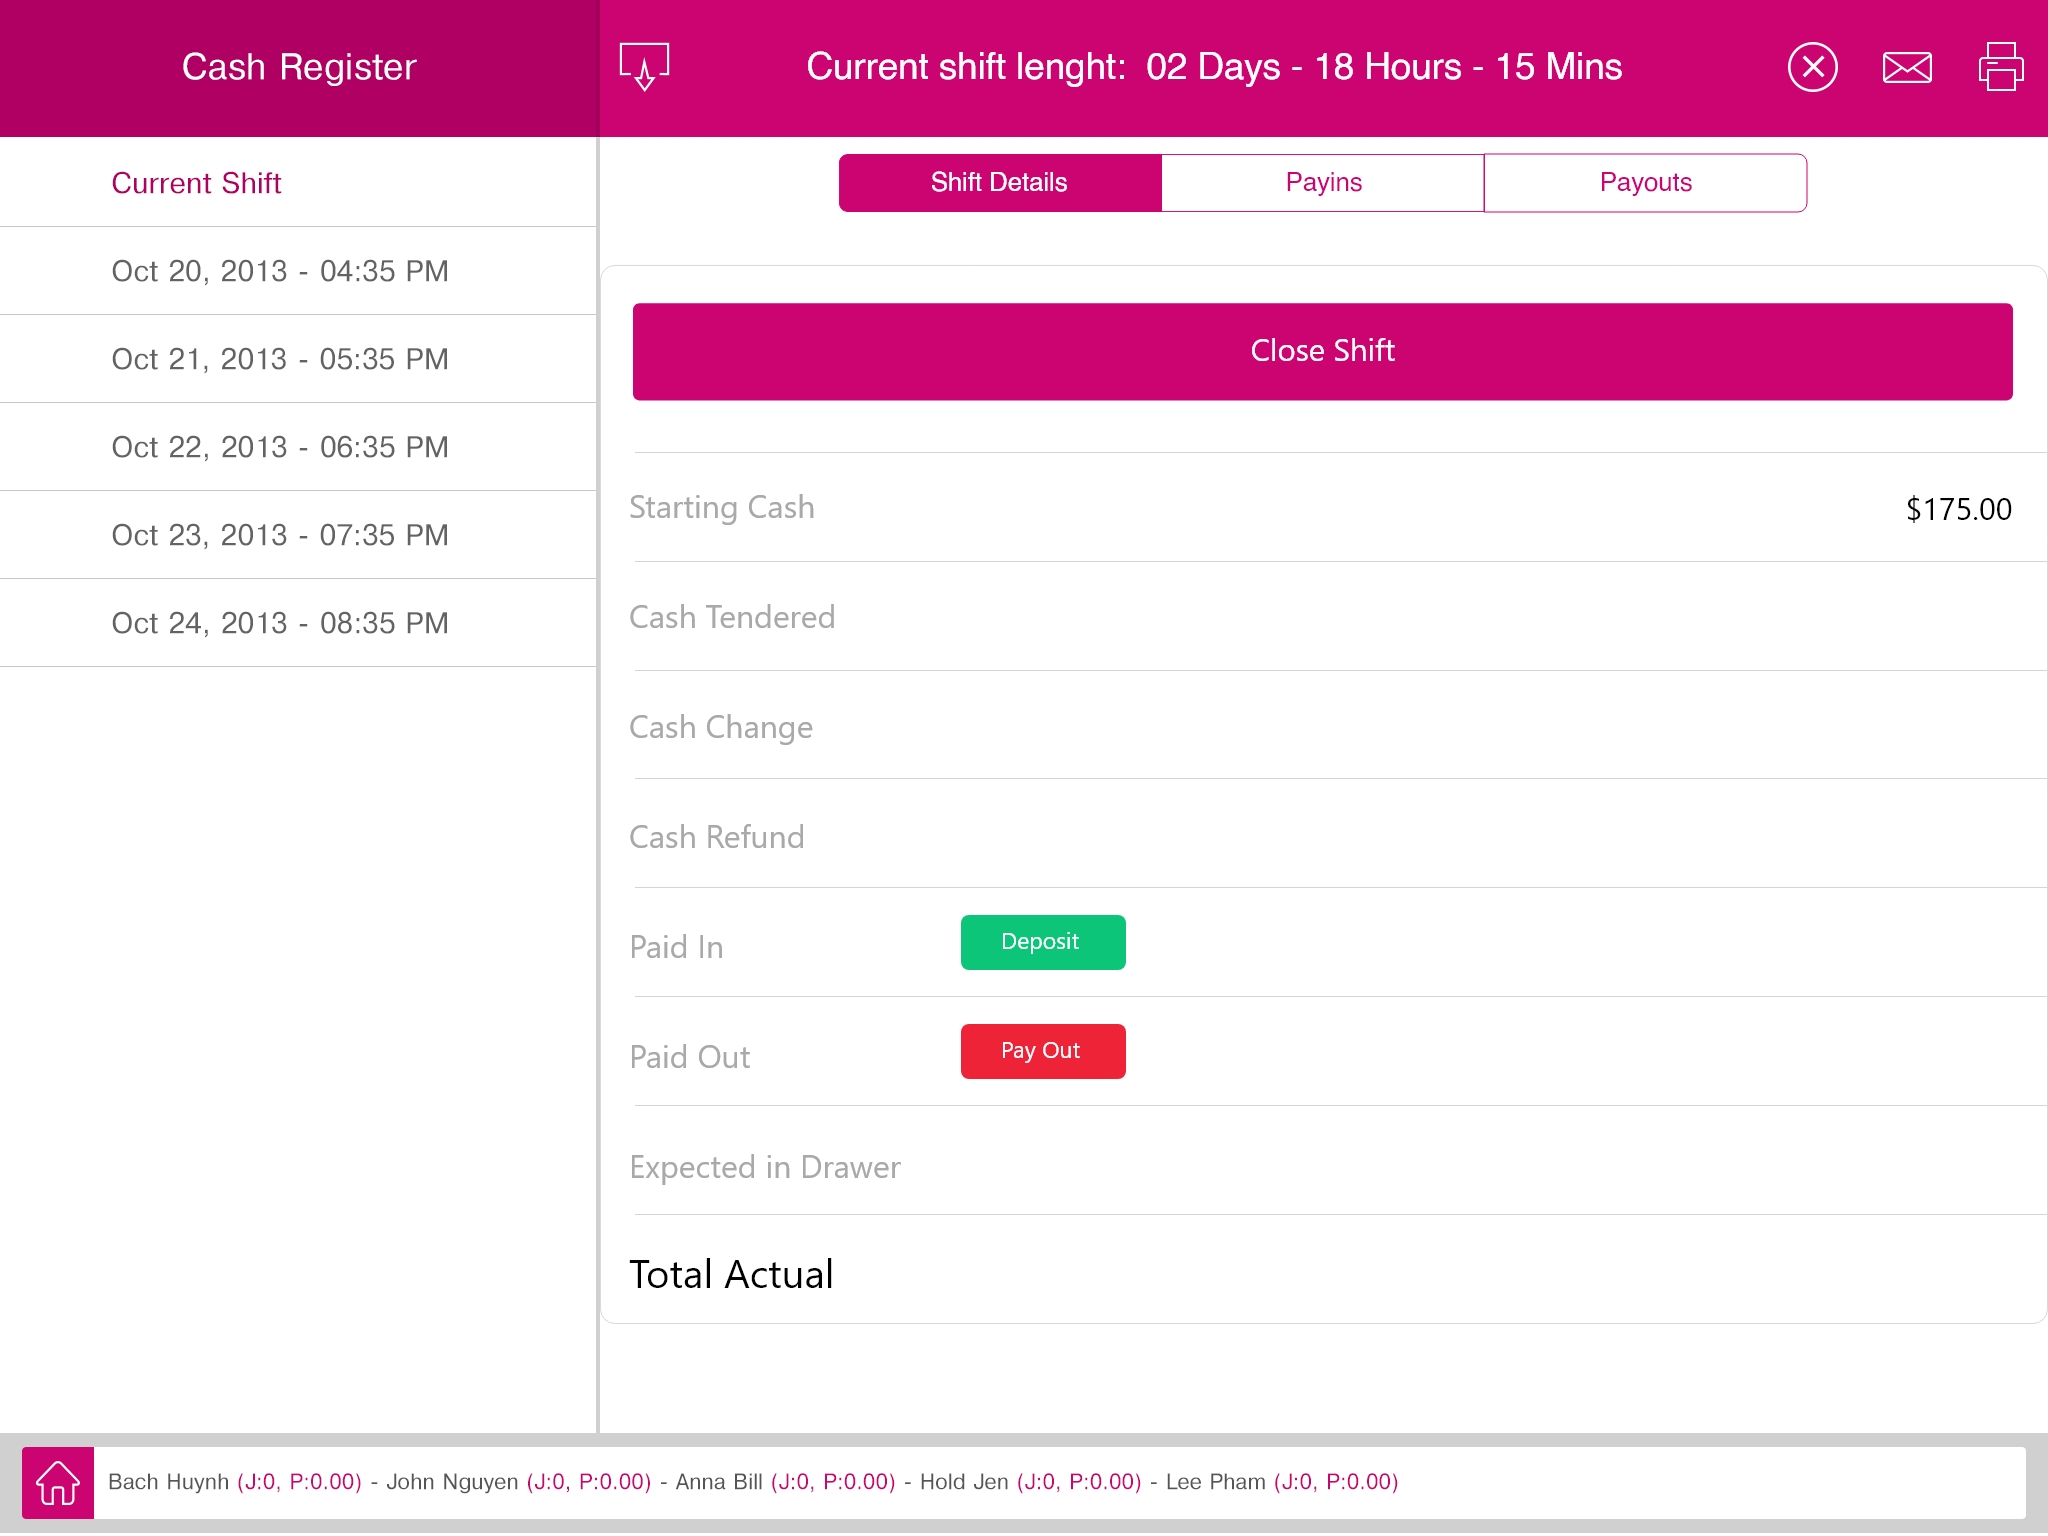 Cash Register
Current shift lenght:  02 Days - 18 Hours - 15 Mins
Current Shift
Oct 20, 2013 - 04:35 PM
Oct 21, 2013 - 05:35 PM
Oct 22, 2013 - 06:35 PM
Oct 23, 2013 - 07:35 PM
Oct 24, 2013 - 08:35 PM
Shift Details
Payins
Payouts
Close Shift
Starting Cash
$175.00
Cash Tendered
Cash Change
Cash Refund
Paid In
Deposit
Paid Out
Pay Out
Expected in Drawer
Total Actual
Bach Huynh (J:0, P:0.00) - John Nguyen (J:0, P:0.00) - Anna Bill (J:0, P:0.00) - Hold Jen (J:0, P:0.00) - Lee Pham (J:0, P:0.00)